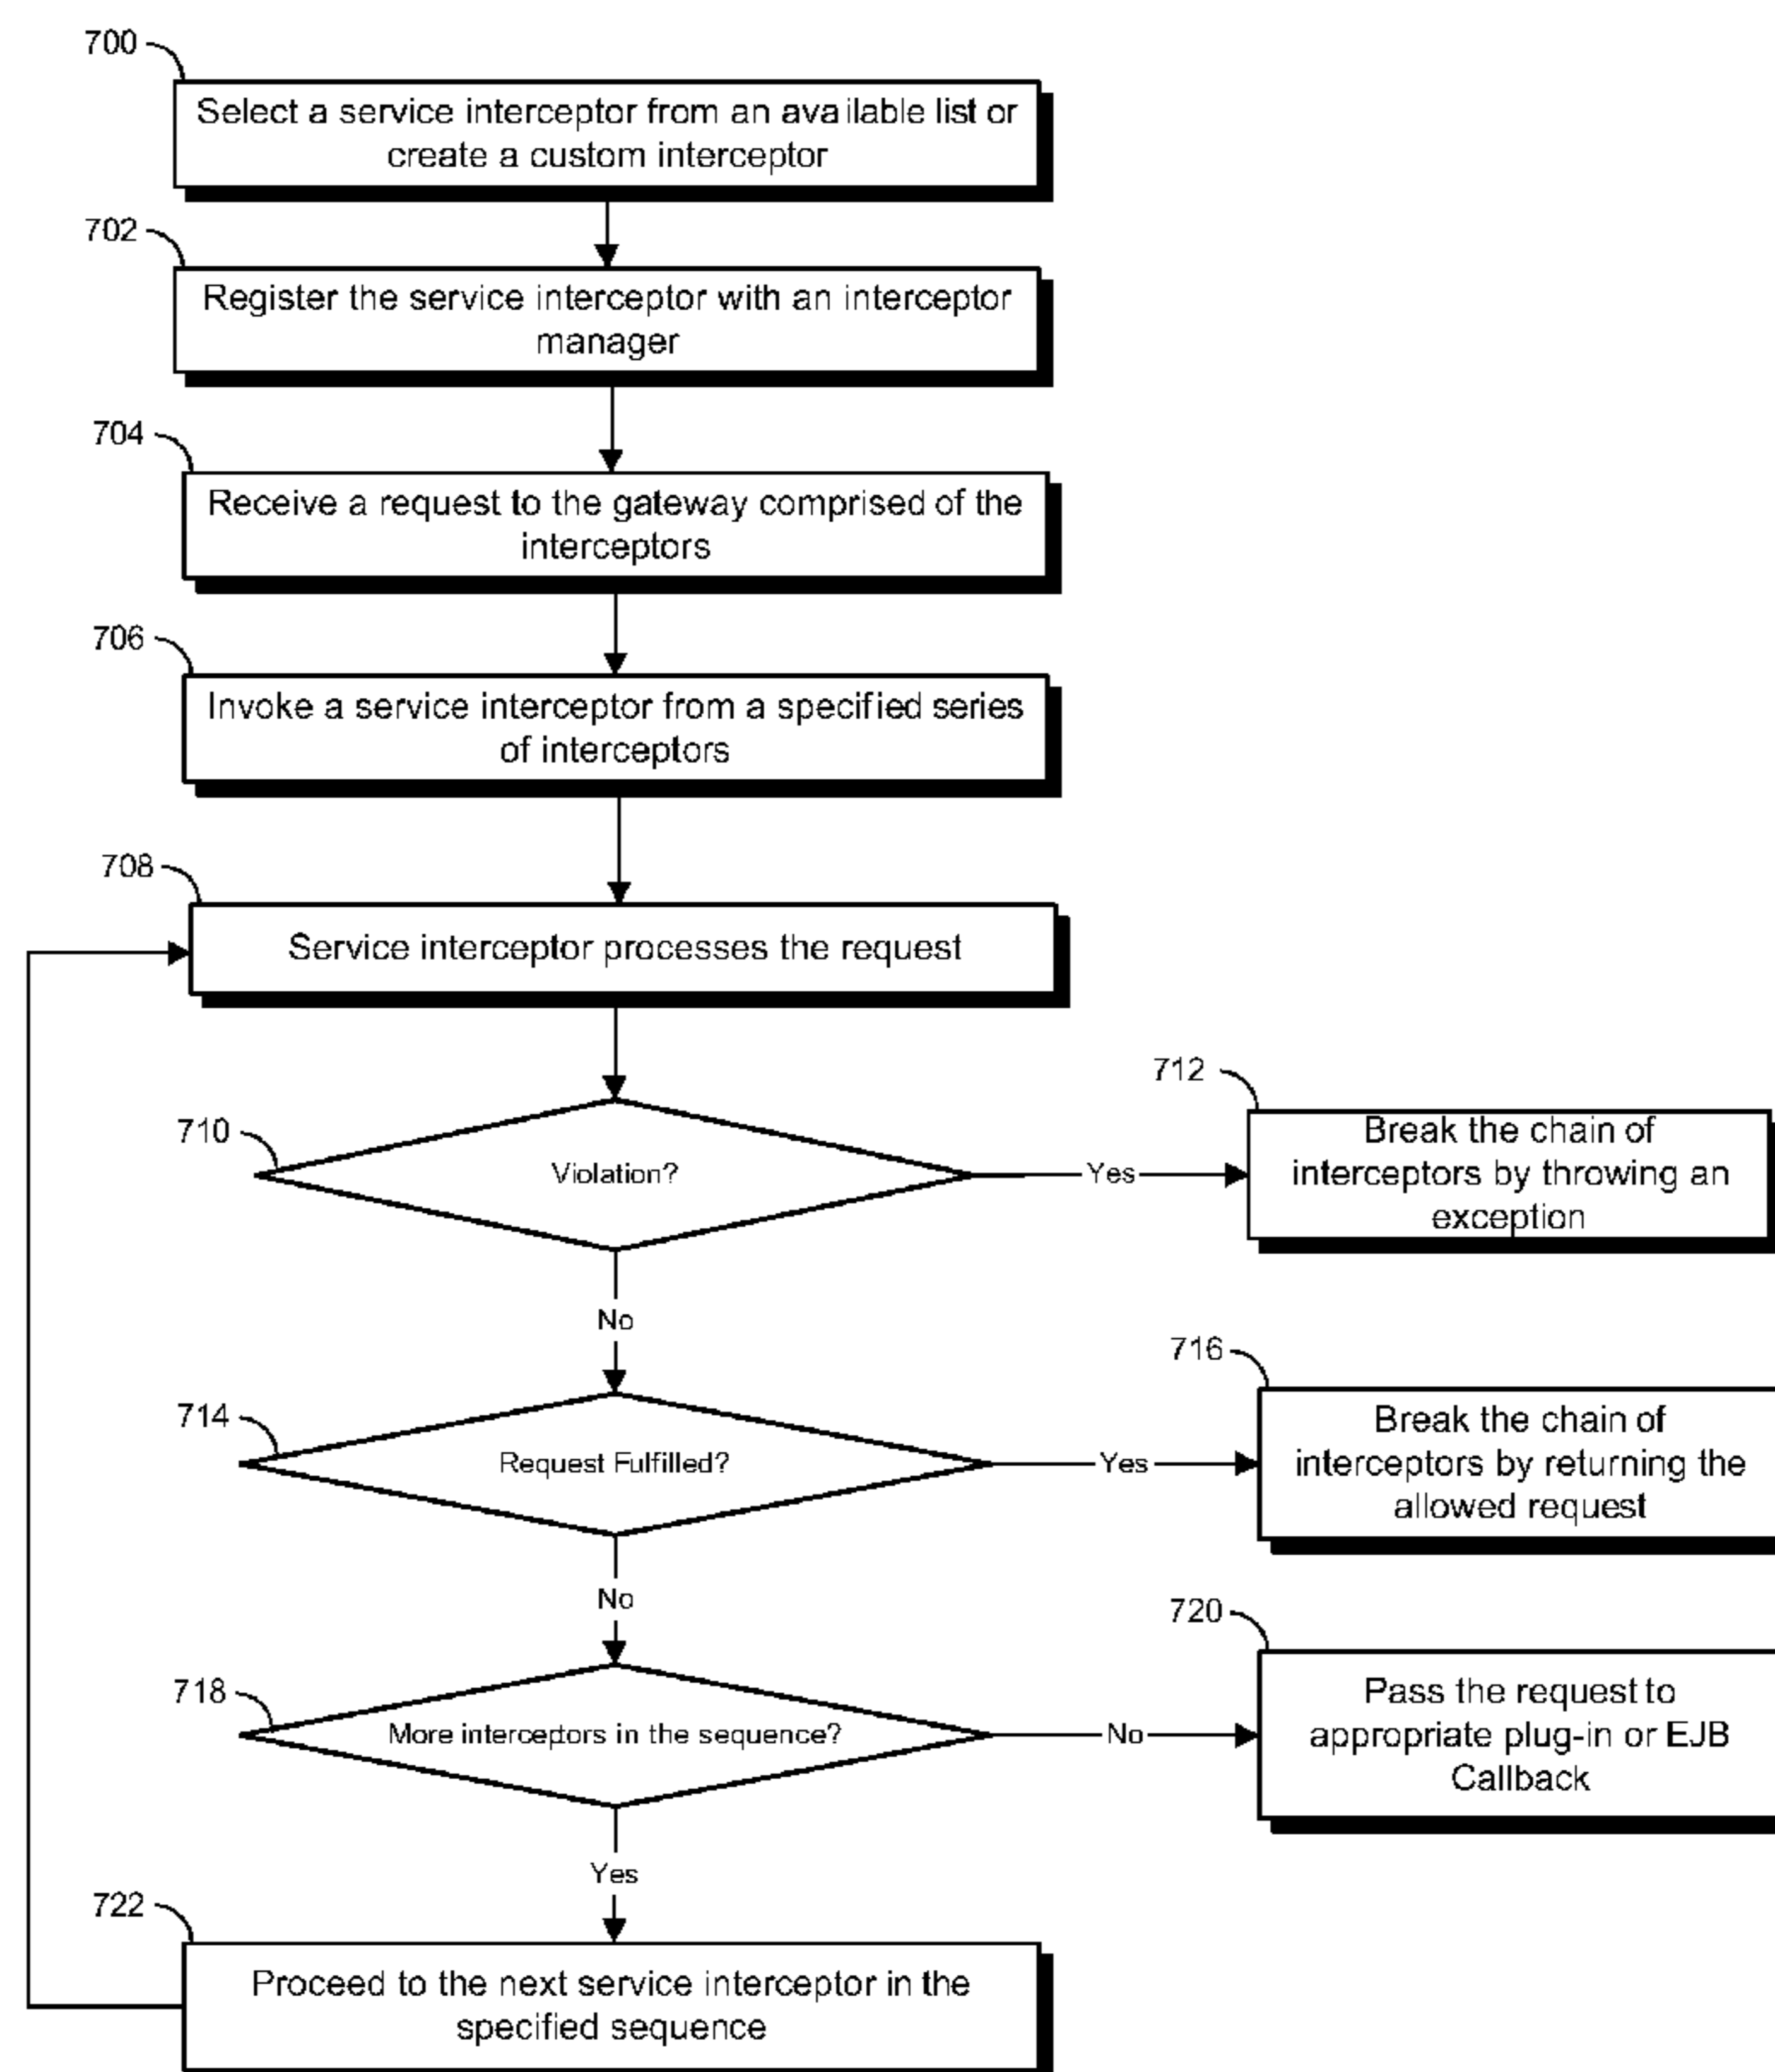 700
Select a service interceptor from an available list or
create a custom interceptor
702
Register the service interceptor with an interceptor
manager
704
Receive a request to the gateway comprised of the
interceptors
706
Invoke a service interceptor from a specified series
of interceptors
708
Service interceptor processes the request
710
Violation?
Yes
712
Break the chain of
interceptors by throwing an
exception
No
714
Request Fulfilled?
Yes
716
Break the chain of
interceptors by returning the
allowed request
No
718
More interceptors in the sequence?
No
720
Pass the request to
appropriate plug-in or EJB
Callback
Yes
722
Proceed to the next service interceptor in the
specified sequence